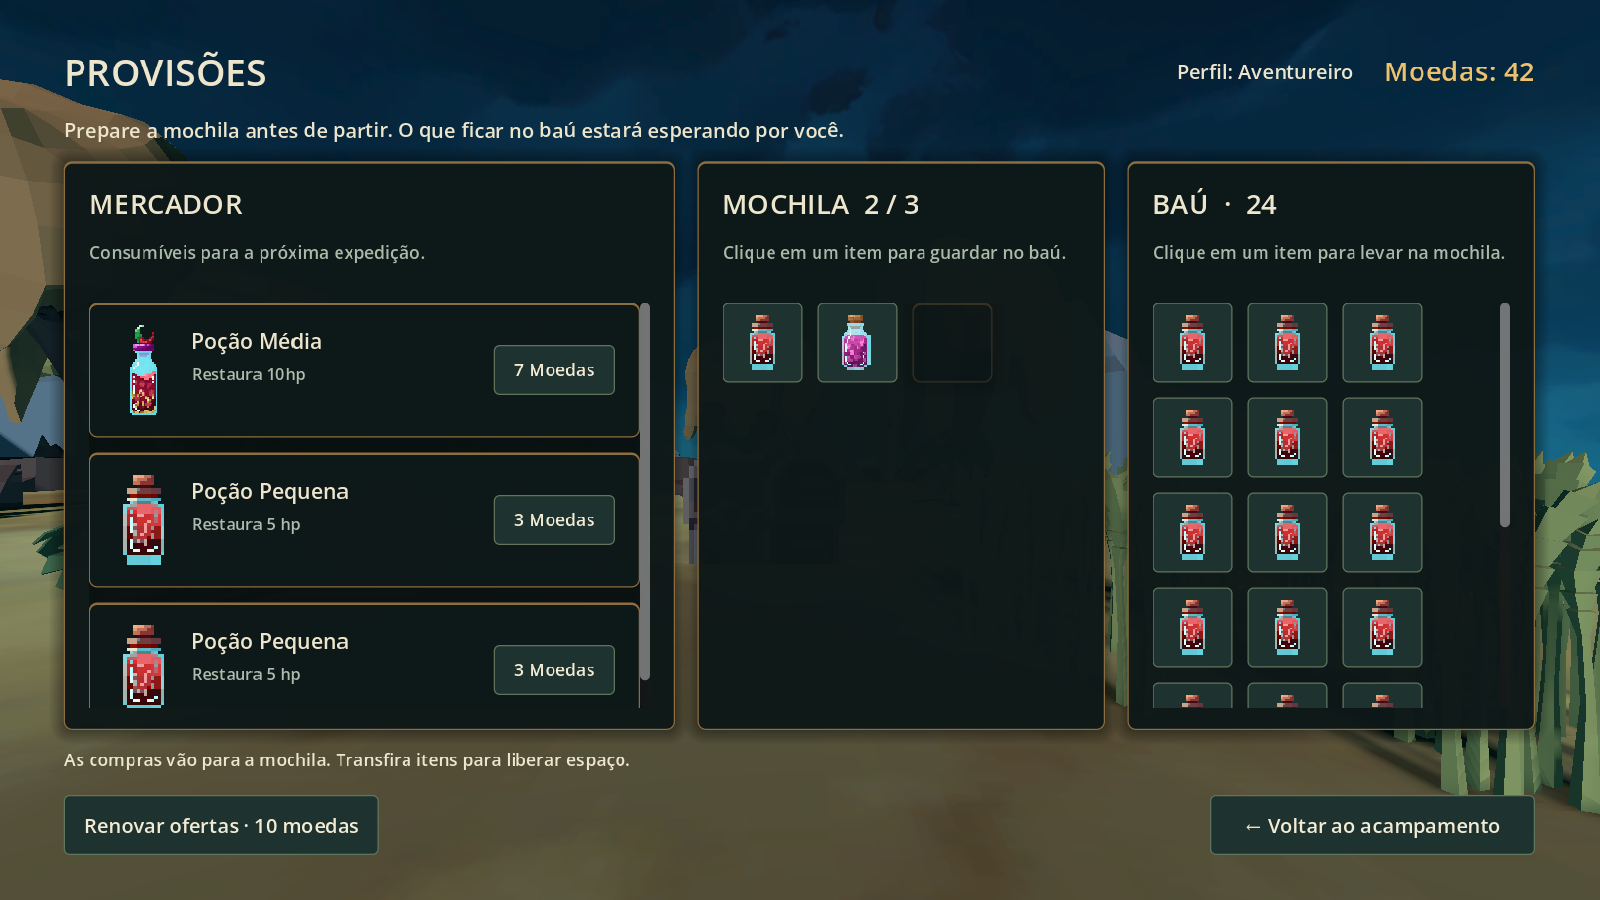 PROVISÕES
Perfil: Aventureiro
Moedas: 42
Prepare a mochila antes de partir. O que ficar no baú estará esperando por você.
MERCADOR
Consumíveis para a próxima expedição.
Poção Média
Restaura 10hp
7 Moedas
Poção Pequena
Restaura 5 hp
3 Moedas
Poção Pequena
Restaura 5 hp
3 Moedas
MOCHILA 2 / 3
Clique em um item para guardar no baú.
BAÚ · 24
Clique em um item para levar na mochila.
As compras vão para a mochila. Transfira itens para liberar espaço.
Renovar ofertas · 10 moedas
← Voltar ao acampamento